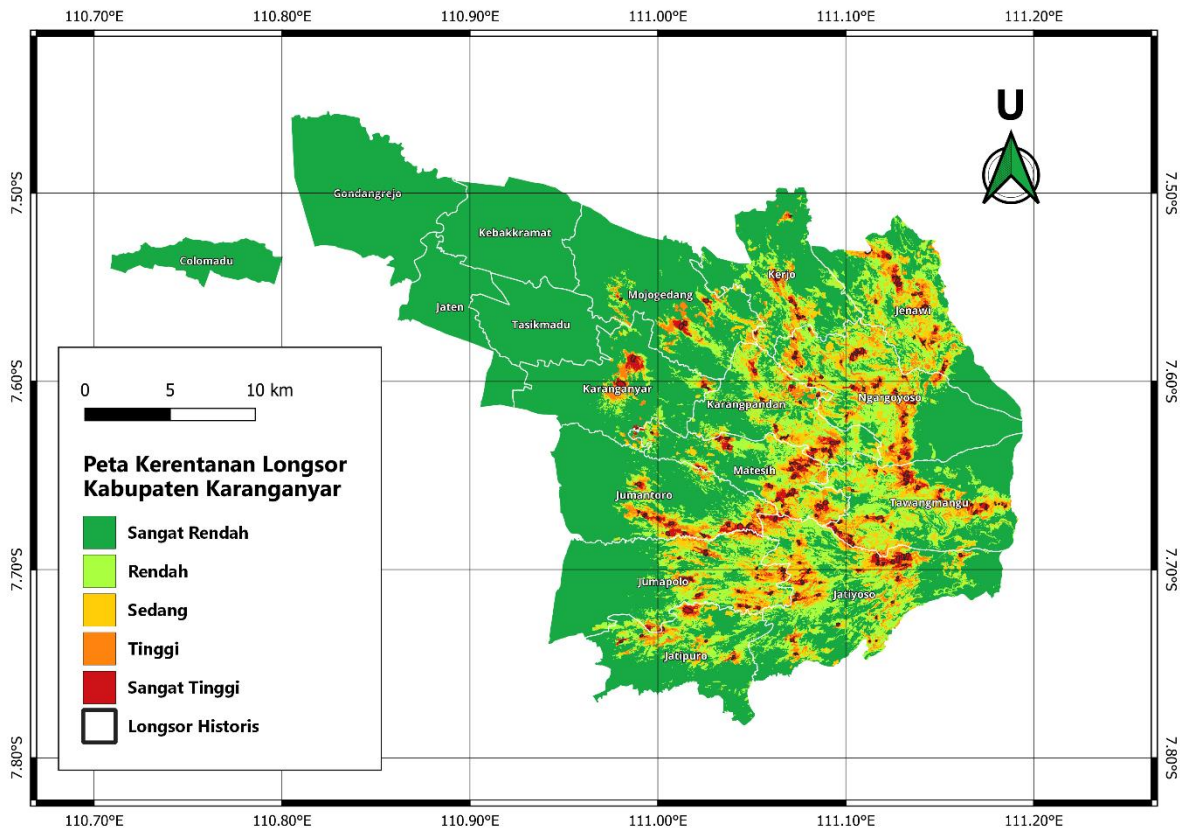 110.70°E 110.80°E 110.90°E 111.00°E 111.10°E 111.20°E
U
7.50°S 7.50°S
Gondangrejo
Kebakkramat
Colomadu
Kerjo
Mojogedang
Jaten
Jenawi
Tasikmadu
7.60°S 7.60°S
Karanganyar
Ngargoyoso
Karangpandan
Matesih
Jumantoro
Tawangmangu
7.70°S 7.70°S
Jumapolo
Jatiyoso
Jatipuro
7.80°S 7.80°S
0 5 10 km
Peta Kerentanan Longsor
Kabupaten Karanganyar
Sangat Rendah
Rendah
Sedang
Tinggi
Sangat Tinggi
Longsor Historis
110.70°E 110.80°E 110.90°E 111.00°E 111.10°E 111.20°E